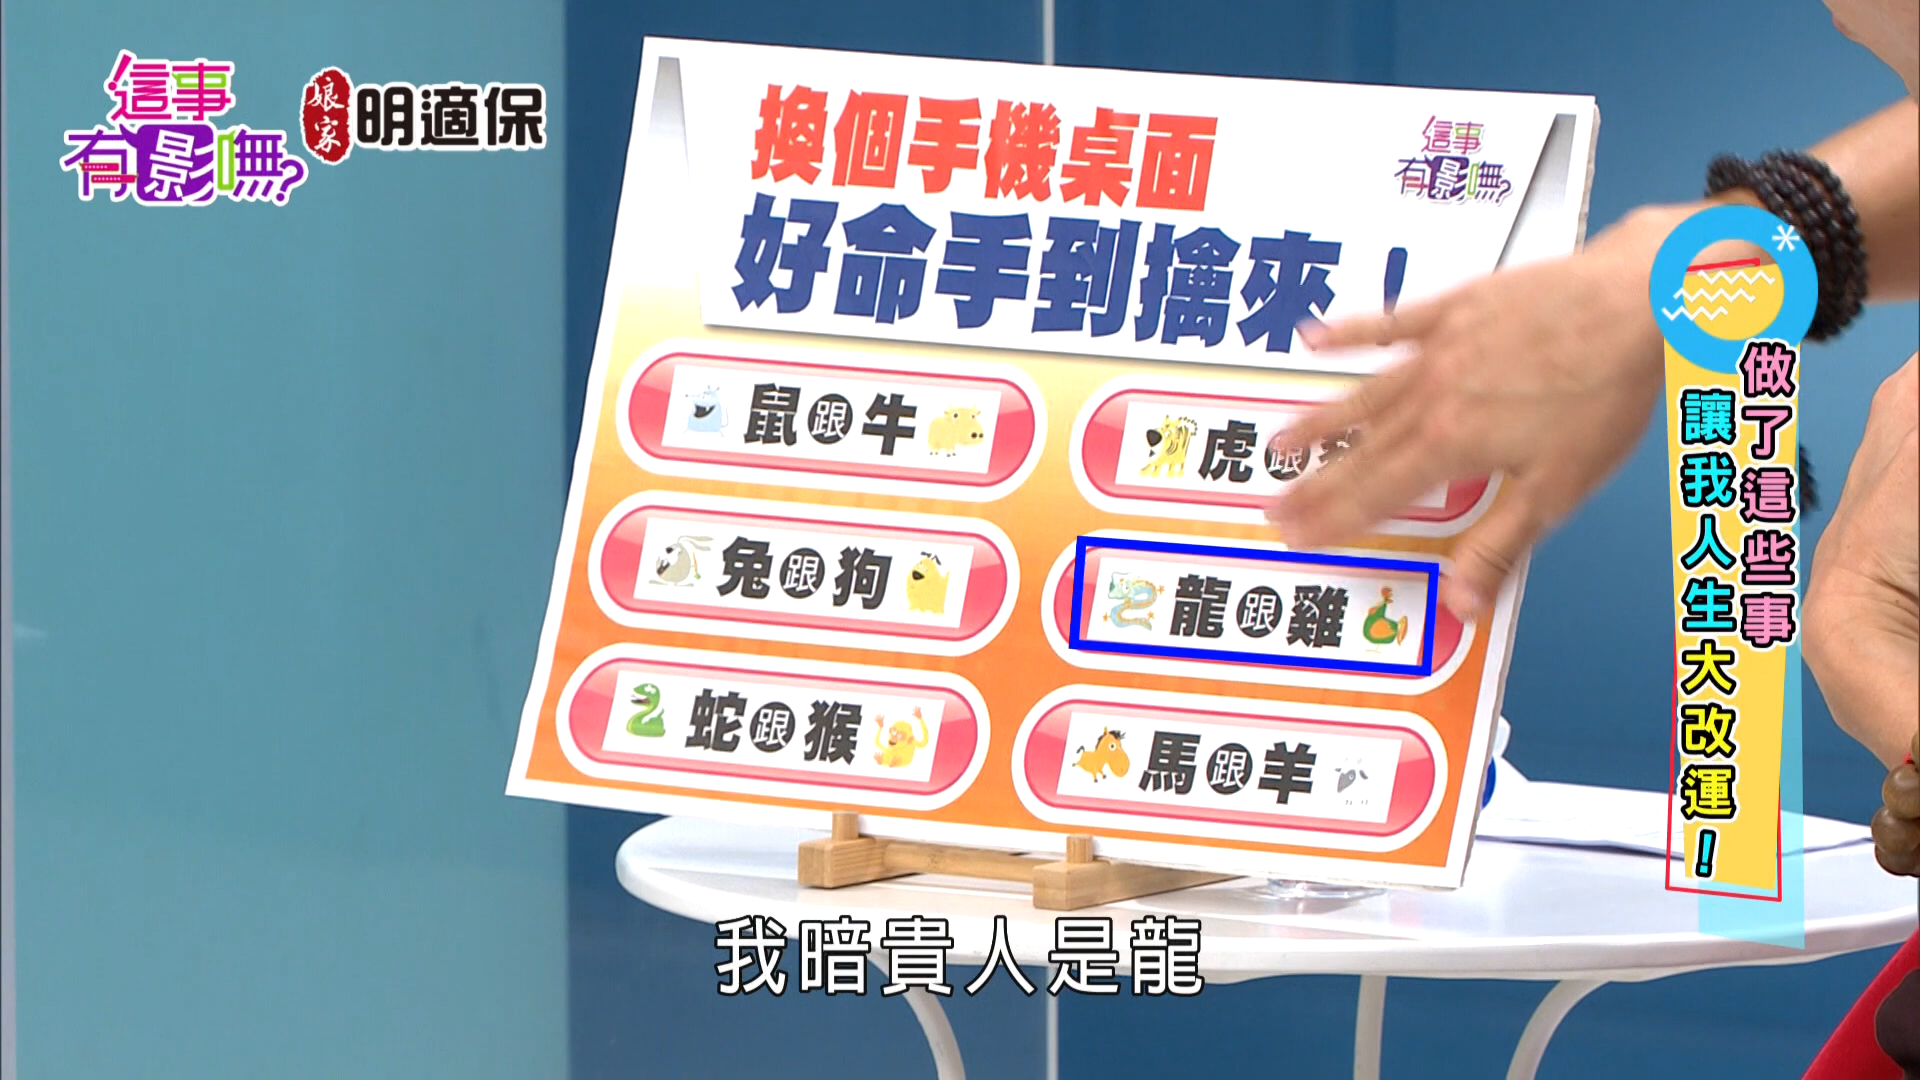 這事
有影嘸?
娘家
明適保
換個手機桌面
好命手到擒來!
這事
有影嘸?
鼠跟牛
虎跟
兔跟狗
龍跟雞
蛇跟猴
馬跟羊
做了這些事
讓我人生大改運!
我暗貴人是龍